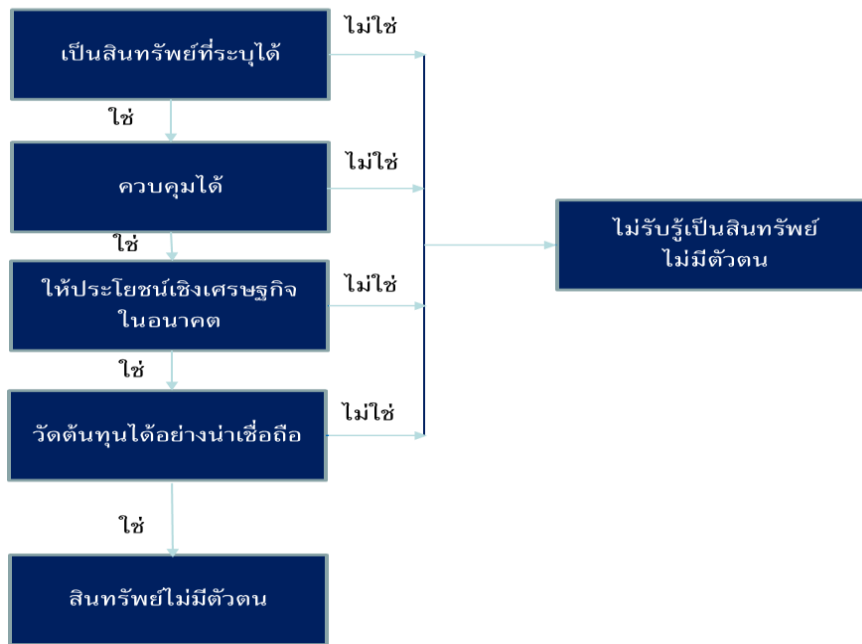 เป็นสินทรัพย์ที่ระบุได้
ไม่ใช่
ใช่
ควบคุมได้
ไม่ใช่
ใช่
ไม่รับรู้เป็นสินทรัพย์
ไม่มีตัวตน
ให้ประโยชน์เชิงเศรษฐกิจ
ในอนาคต
ไม่ใช่
ใช่
วัดต้นทุนได้อย่างน่าเชื่อถือ
ไม่ใช่
ใช่
สินทรัพย์ไม่มีตัวตน